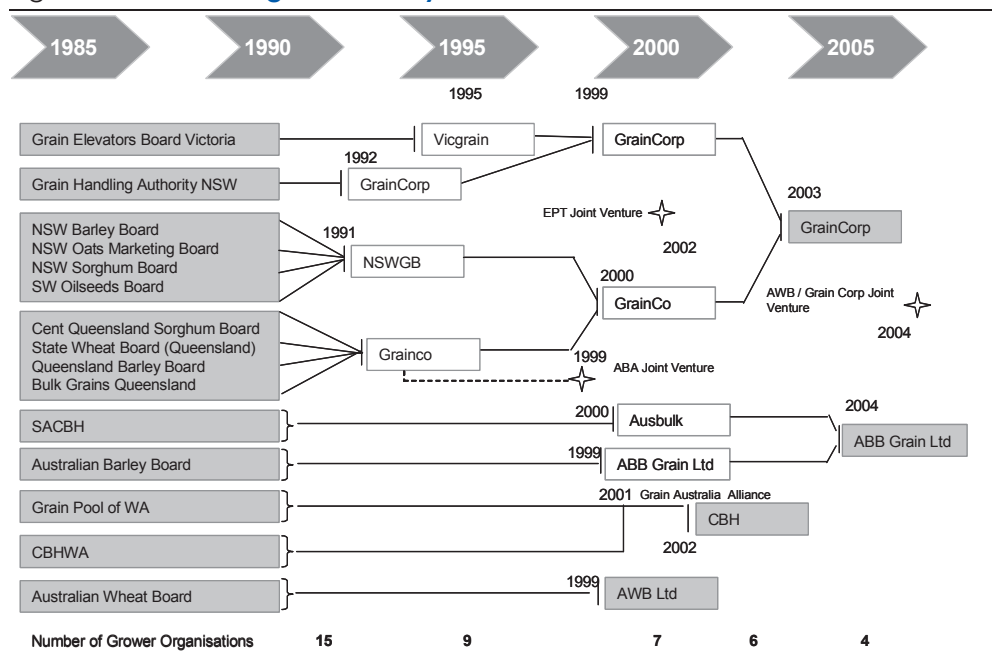 1985 1990 1995 2000 2005
1995 1999
Grain Elevators Board Victoria
Vicgrain
GrainCorp
1992
Grain Handling Authority NSW
GrainCorp
2003
GrainCorp
EPT Joint Venture
2002
NSW Barley Board
NSW Oats Marketing Board
NSW Sorghum Board
SW Oilseeds Board
1991
NSWGB
2000
GrainCo
AWB / Grain Corp Joint
Venture
2004
Cent Queensland Sorghum Board
State Wheat Board (Queensland)
Queensland Barley Board
Bulk Grains Queensland
Grainco
1999
ABA Joint Venture
SACBH
2000
Ausbulk
2004
ABB Grain Ltd
Australian Barley Board
1999
ABB Grain Ltd
Grain Pool of WA
2001 Grain Australia Alliance
CBH
2002
CBHWA
Australian Wheat Board
1999
AWB Ltd
Number of Grower Organisations 15 9 7 6 4